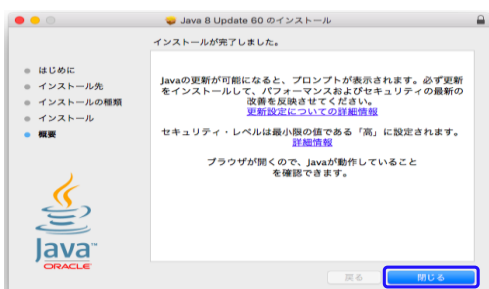 Java 8 Update 60 のインストール
インストールが完了しました。
はじめに
インストール先
インストールの種類
インストール
概要
Javaの更新が可能になると、プロンプトが表示されます。必ず更新
をインストールして、パフォーマンスおよびセキュリティの最新の
改善を反映させてください。
更新設定についての詳細情報
セキュリティ・レベルは最小限の値である「高」に設定されます。
詳細情報
ブラウザが開くので、Javaが動作していること
を確認できます。
Java™
ORACLE
戻る
閉じる